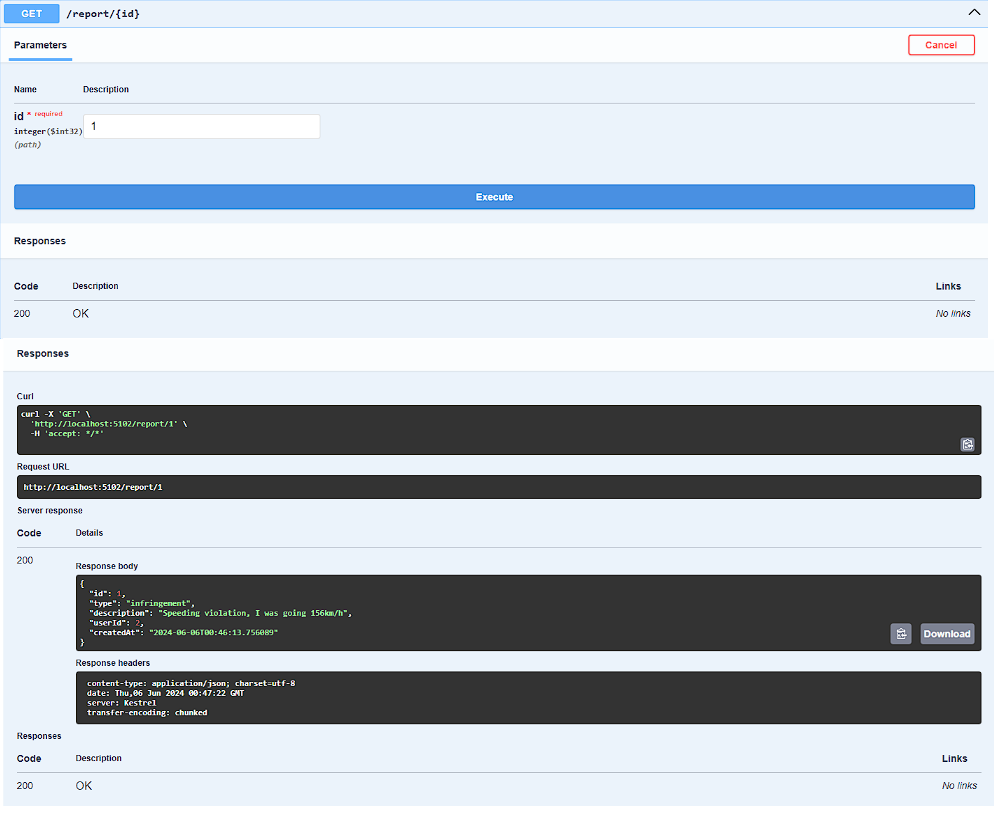 GET /report/{id}
Parameters
Cancel
Name Description
id * required
integer($int32)
(path)
1
Execute
Responses
Code Description Links
200 OK No links
Responses
Curl
curl -X 'GET' \
'http://localhost:5102/report/1' \
-H 'accept: */*'
Request URL
http://localhost:5102/report/1
Server response
Code Details
200
Response body
{
"id": 1,
"type": "infringement",
"description": "Speeding violation, I was going 156km/h",
"userId": 2,
"createdAt": "2024-06-06T00:46:13.756089"
}
Download
Response headers
content-type: application/json; charset=utf-8
date: Thu,06 Jun 2024 00:47:22 GMT
server: Kestrel
transfer-encoding: chunked
Responses
Code Description Links
200 OK No links